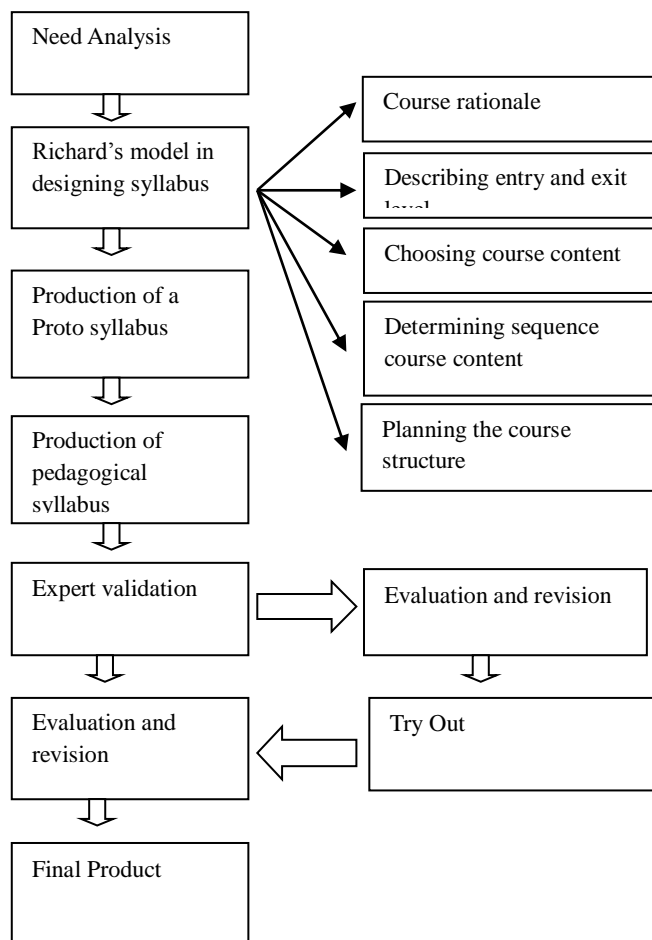 Need Analysis
Richard’s model in
designing syllabus
Production of a
Proto syllabus
Production of
pedagogical
syllabus
Expert validation
Evaluation and
revision
Final Product
Course rationale
Describing entry and exit
level
Choosing course content
Determining sequence
course content
Planning the course
structure
Evaluation and revision
Try Out